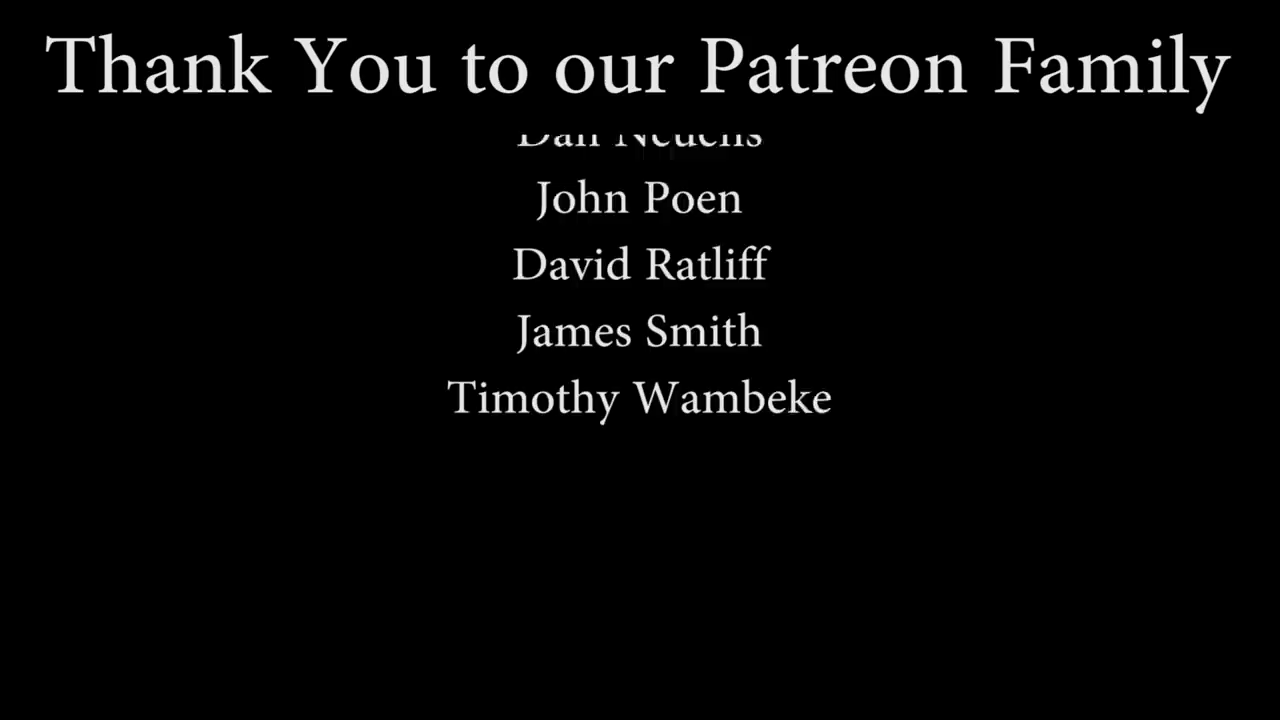 Thank You to our Patreon Family
John Poen
David Ratliff
James Smith
Timothy Wambeke